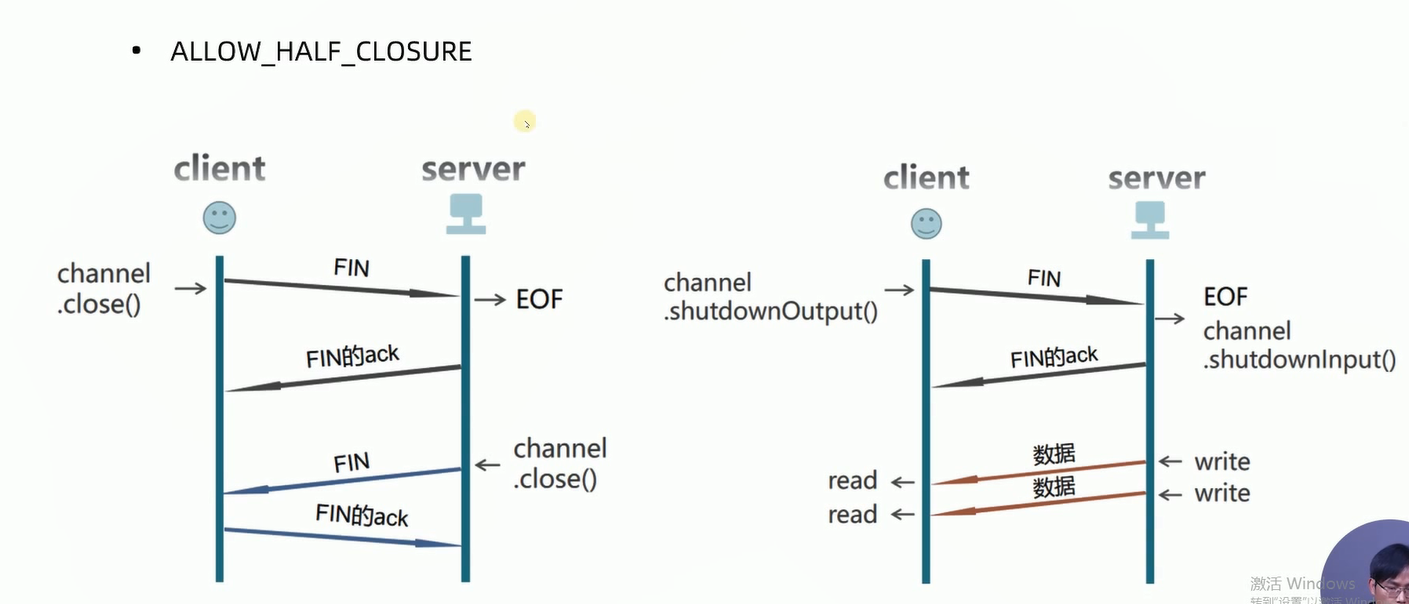 • ALLOW_HALF_CLOSURE
client
server
channel
.close()
FIN
EOF
FIN的ack
channel
.close()
FIN
FIN的ack
client
server
channel
.shutdownOutput()
FIN
EOF
channel
.shutdownInput()
FIN的ack
数据
write
read
数据
write
read
激活 Windows
转到"设置"以激活 Wind